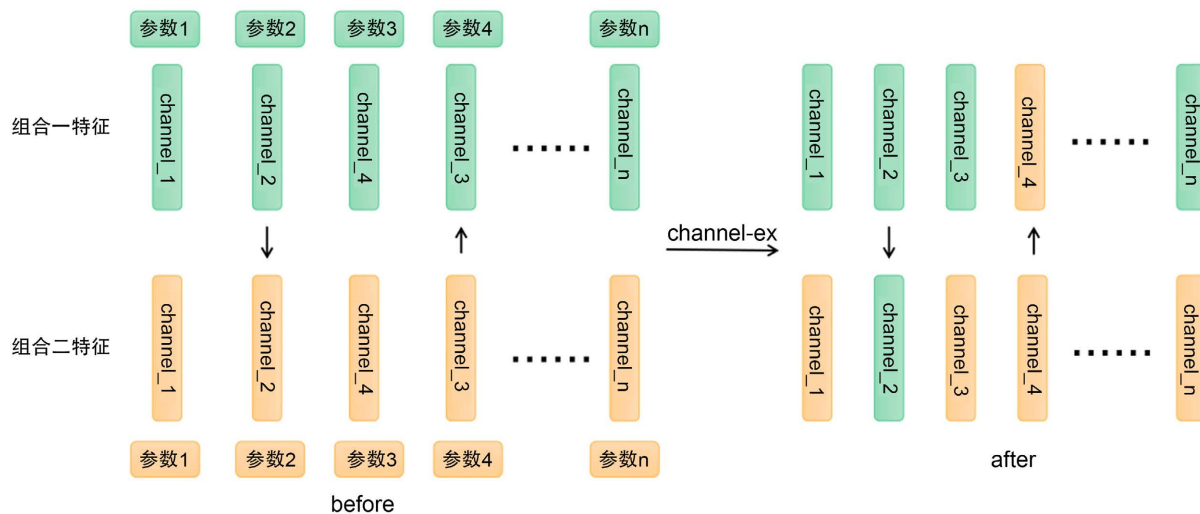 参数1 参数2 参数3 参数4 参数n
组合一特征
channel_1 channel_2 channel_4 channel_3 channel_n
channel_1 channel_2 channel_3 channel_4 channel_n
channel-ex
组合二特征
channel_1 channel_2 channel_4 channel_3 channel_n
channel_1 channel_2 channel_3 channel_4 channel_n
参数1 参数2 参数3 参数4 参数n
before
after